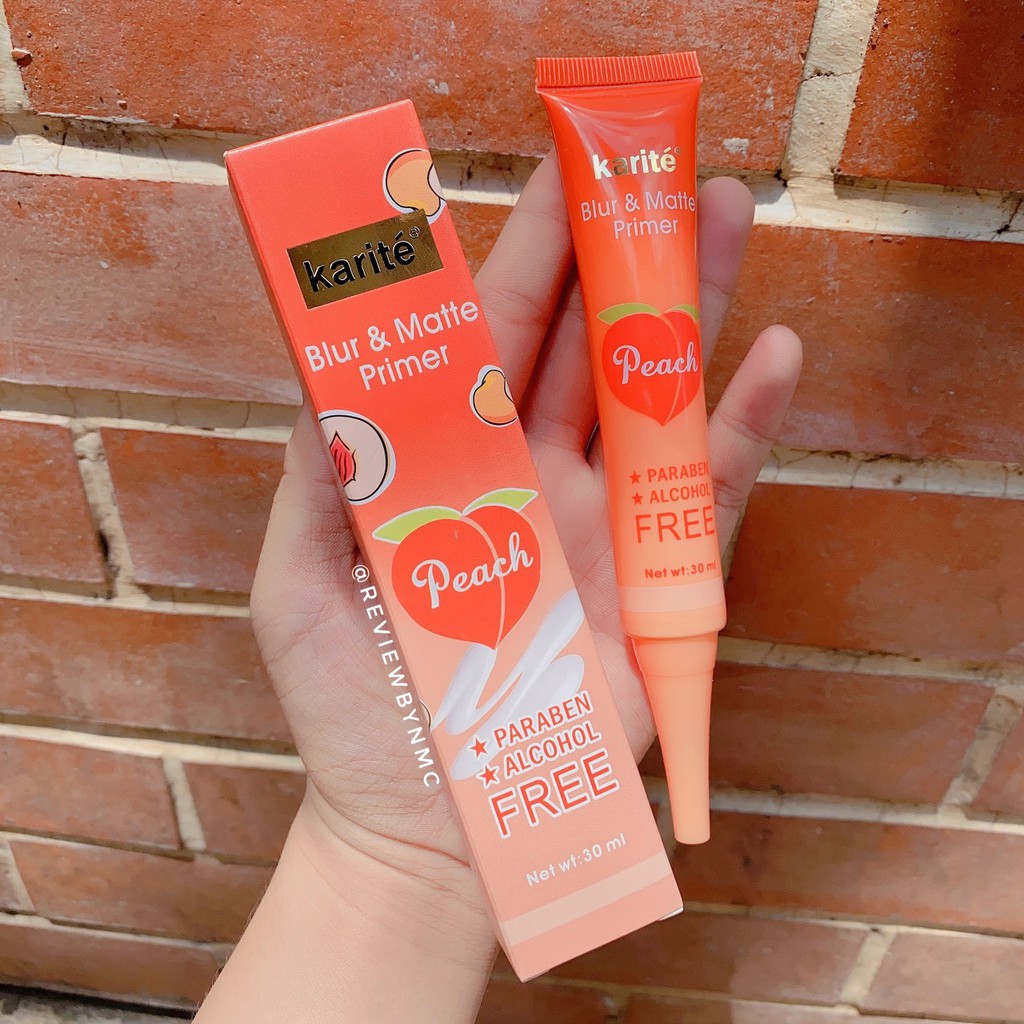 karité®
Blur & Matte
Primer
Peach
★ PARABEN
★ ALCOHOL
FREE
Net wt:30 ml
karité®
Blur & Matte
Primer
Peach
★ PARABEN
★ ALCOHOL
FREE
Net wt:30 ml
@REVIEWBYNMC